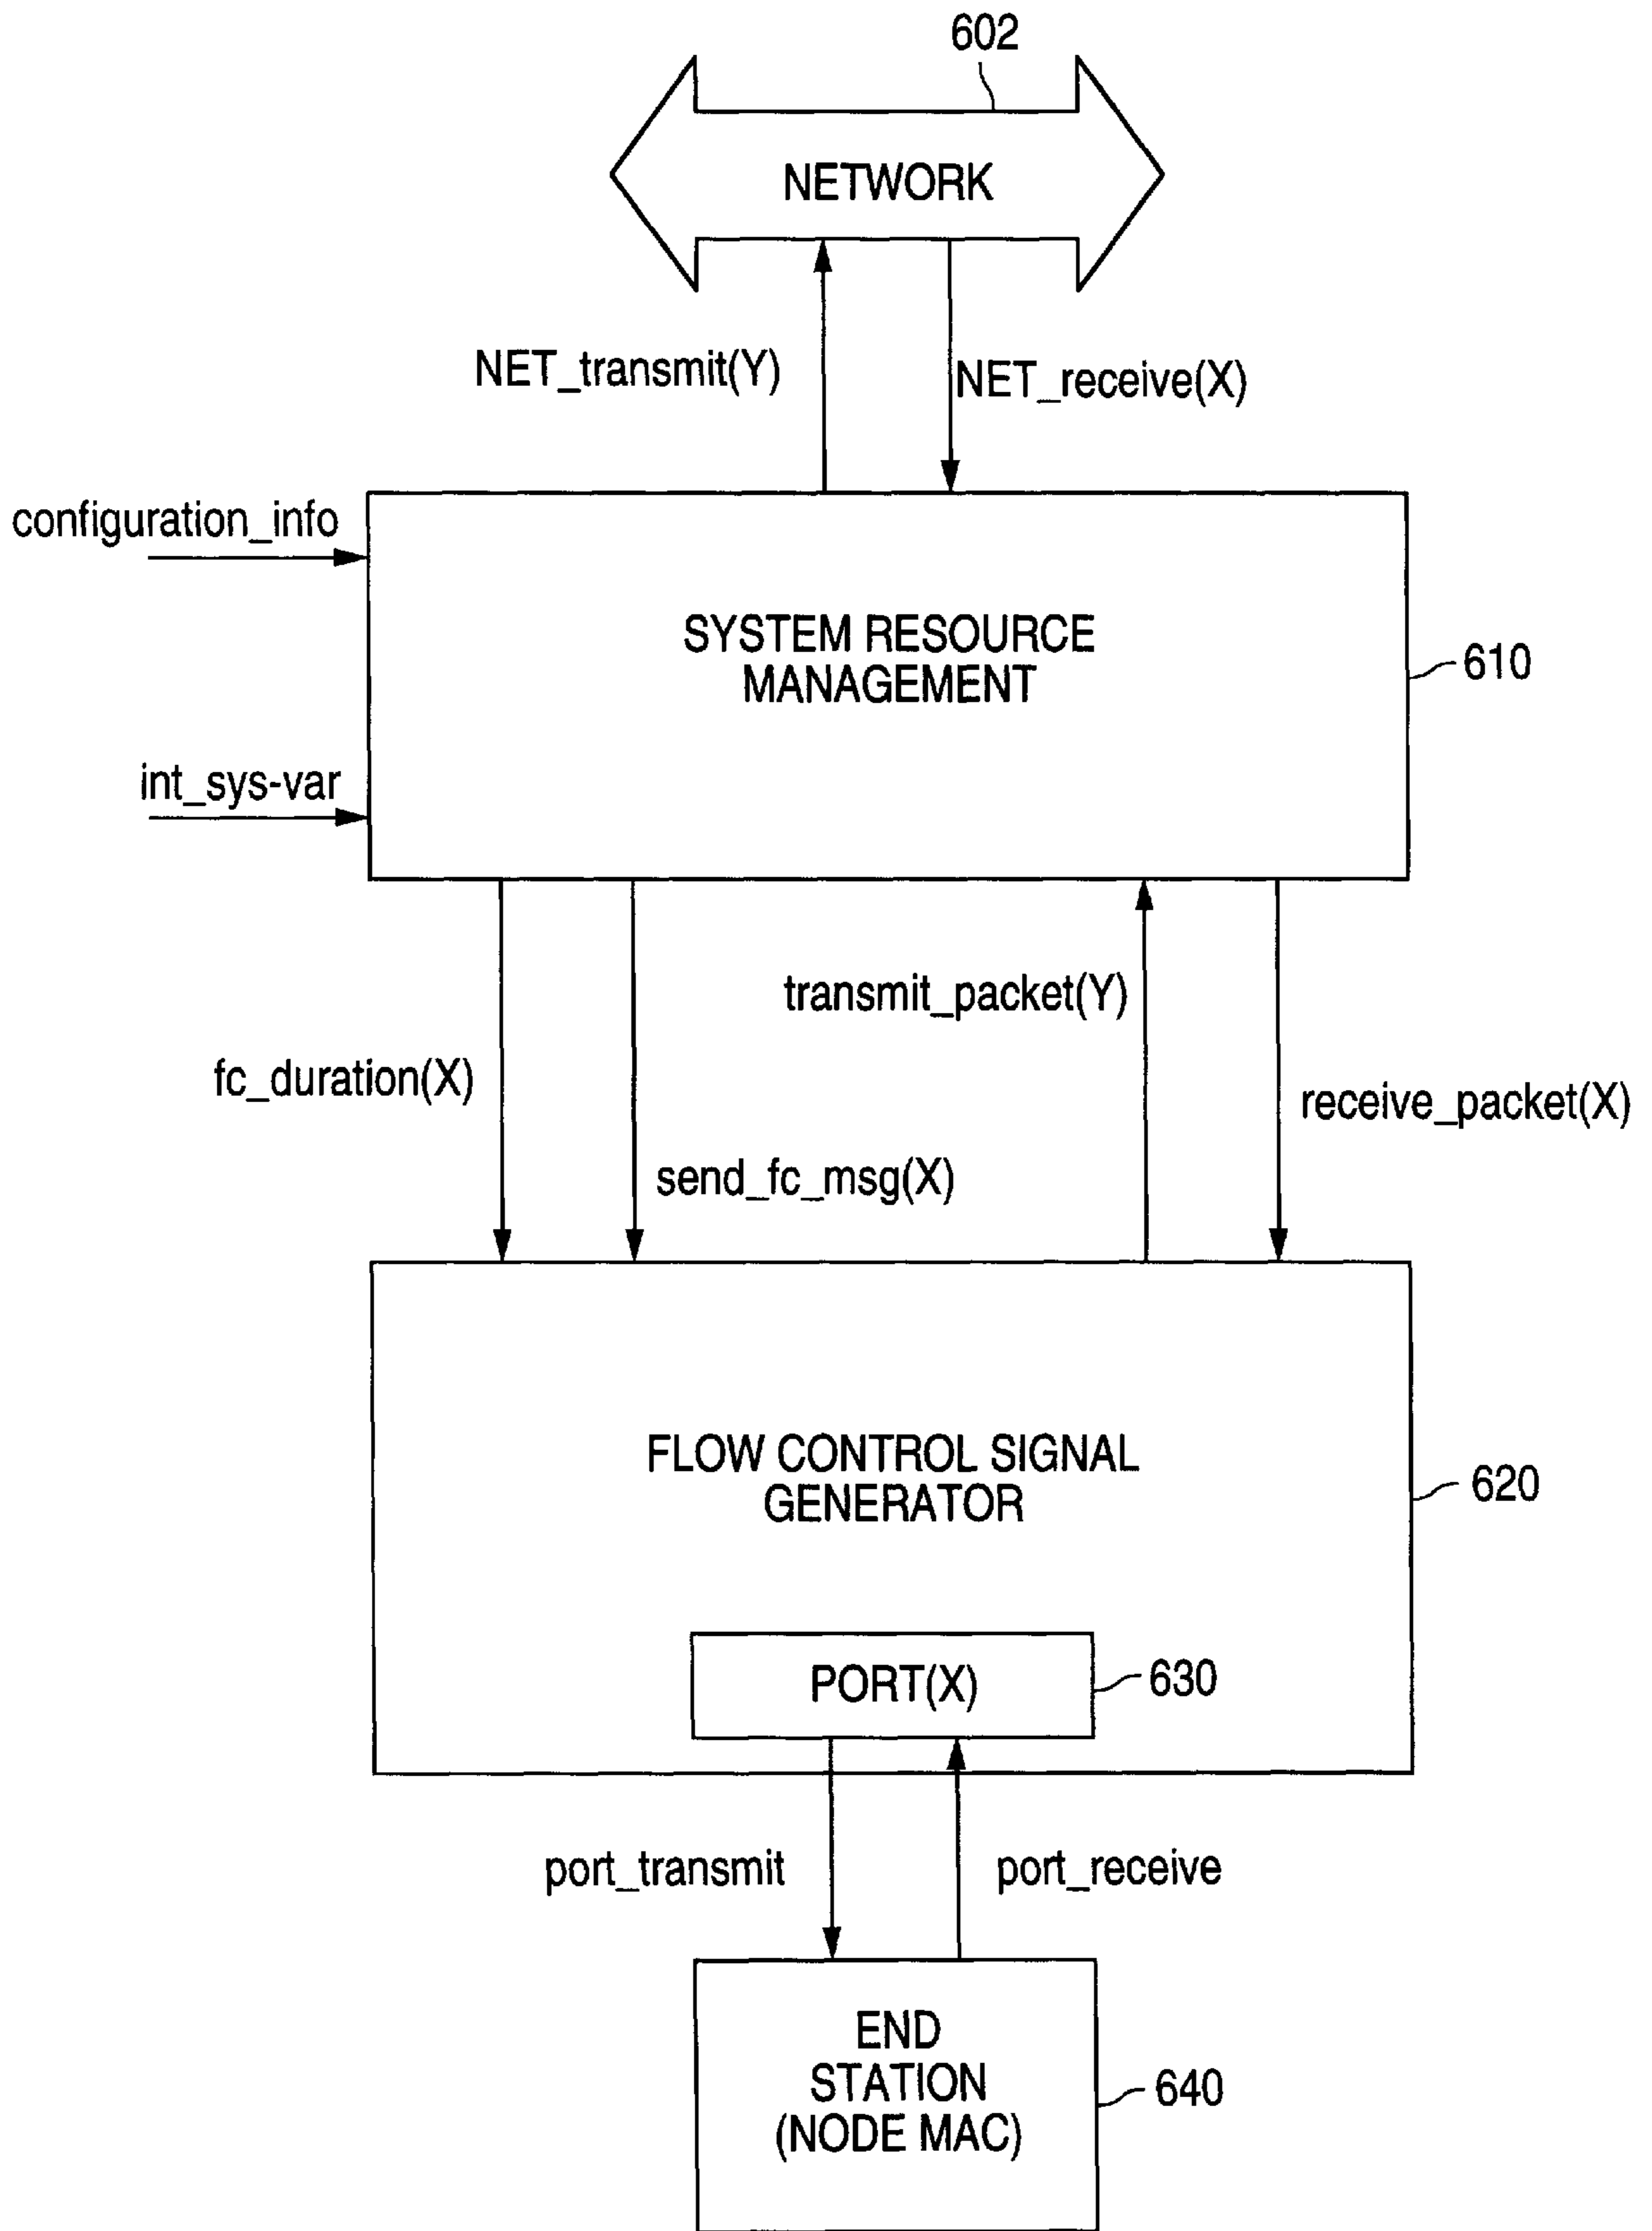 602
NETWORK
NET_transmit(Y)
NET_receive(X)
configuration_info
SYSTEM RESOURCE
MANAGEMENT
610
int_sys-var
transmit_packet(Y)
fc_duration(X)
receive_packet(X)
send_fc_msg(X)
FLOW CONTROL SIGNAL
GENERATOR
620
PORT(X)
630
port_transmit
port_receive
END
STATION
(NODE MAC)
640